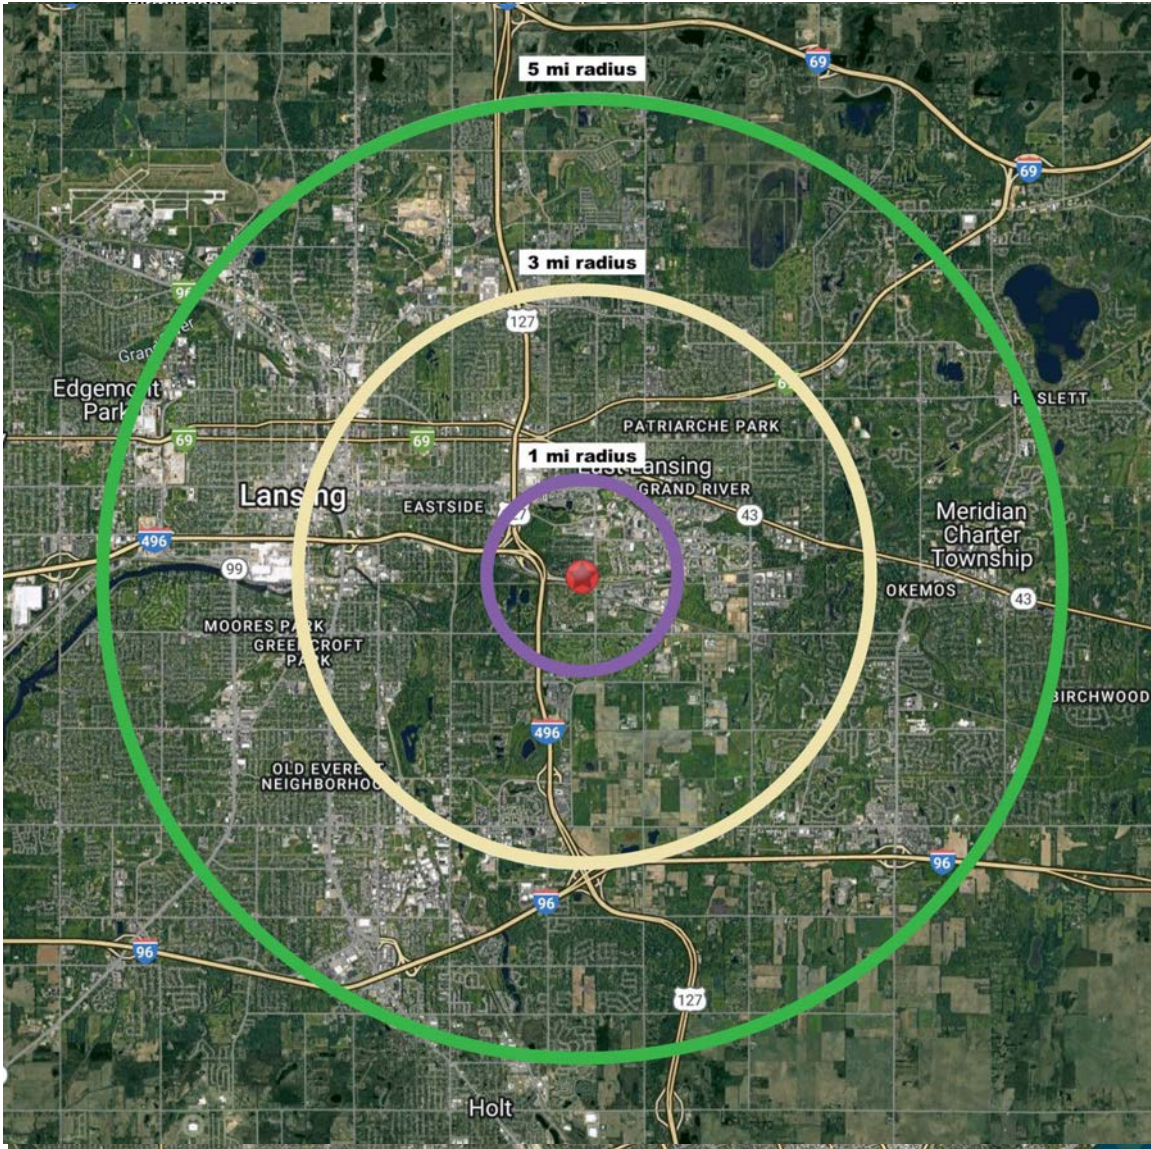 5 mi radius
69
69
3 mi radius
96
127
Grand River
Edgemont
Park
HASLETT
69
69
PATRIARCHE PARK
1 mi radius
East Lansing
GRAND RIVER
Lansing
EASTSIDE
43
Meridian
Charter
Township
496
99
OKEMOS
43
MOORES PARK
GREENCROFT
PARK
BIRCHWOOD
496
OLD EVERETT
NEIGHBORHOOD
96
96
96
127
Holt